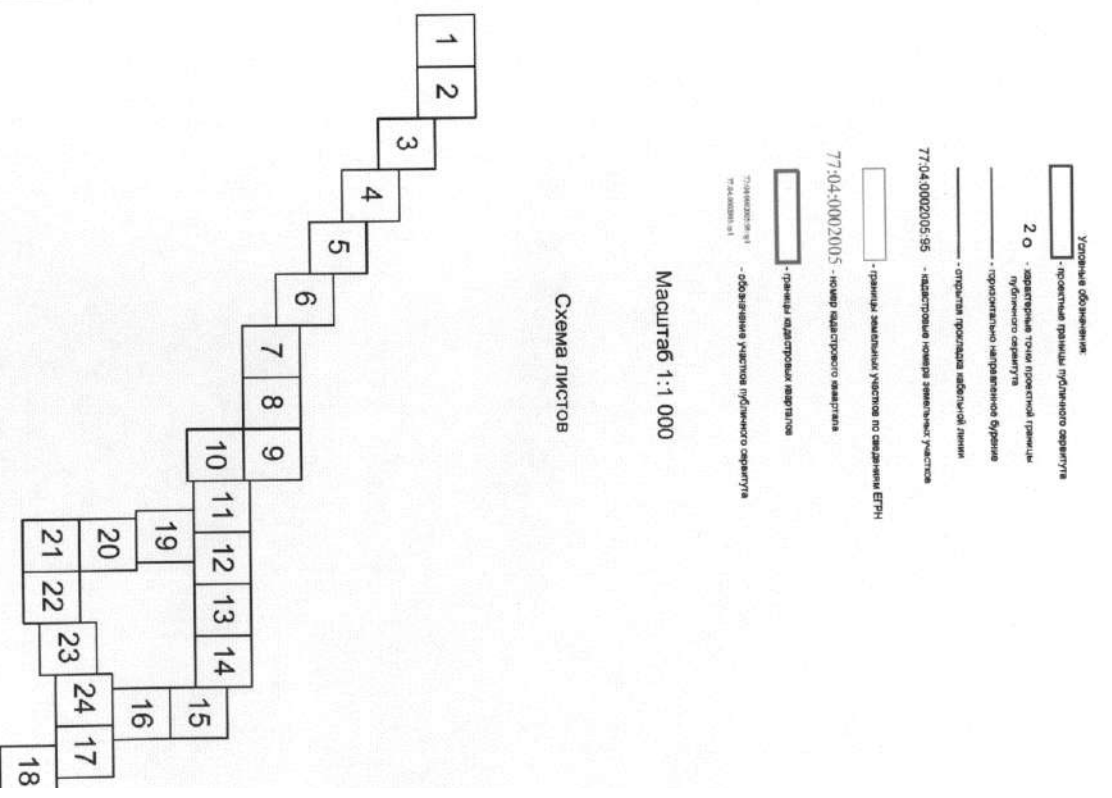 Условные обозначения:
- проектные границы публичного сервитута
2 - характерные точки проектной границы
публичного сервитута
- горизонтально направленное бурение
- открытая прокладка кабельной линии
77:04:0002005:95 - кадастровые номера земельных участков
- границы земельных участков по сведениям ЕГРН
77:04:0002005 - номер кадастрового квартала
- границы кадастровых кварталов
- обозначение участков публичного сервитута
Масштаб 1:1 000
Схема листов
1
2
3
4
5
6
7
8
9
10
11
12
13
14
15
16
17
18
19
20
21
22
23
24